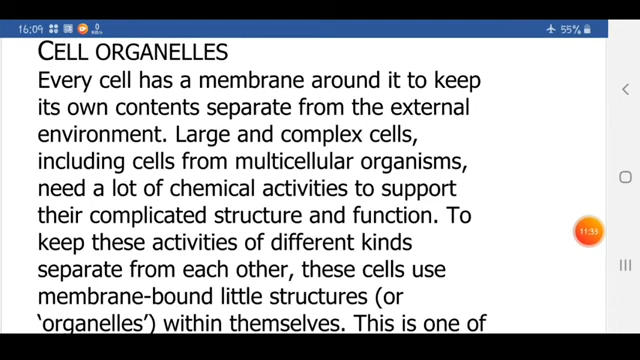 16:09
0
KB/s
55%
CELL ORGANELLES
Every cell has a membrane around it to keep
its own contents separate from the external
environment. Large and complex cells,
including cells from multicellular organisms,
need a lot of chemical activities to support
their complicated structure and function. To
keep these activities of different kinds
separate from each other, these cells use
membrane-bound little structures (or
‘organelles’) within themselves. This is one of
11:33